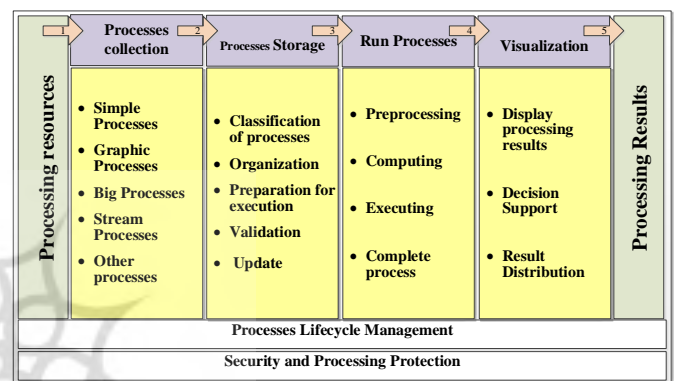 Processing resources
1
Processes
collection
2
Processes Storage
3
Run Processes
4
Visualization
5
Processing Results
• Simple
Processes
• Graphic
Processes
• Big Processes
• Stream
Processes
• Other
processes
• Classification
of processes
• Organization
• Preparation for
execution
• Validation
• Update
• Preprocessing
• Computing
• Executing
• Complete
process
• Display
processing
results
• Decision
Support
• Result
Distribution
Processes Lifecycle Management
Security and Processing Protection